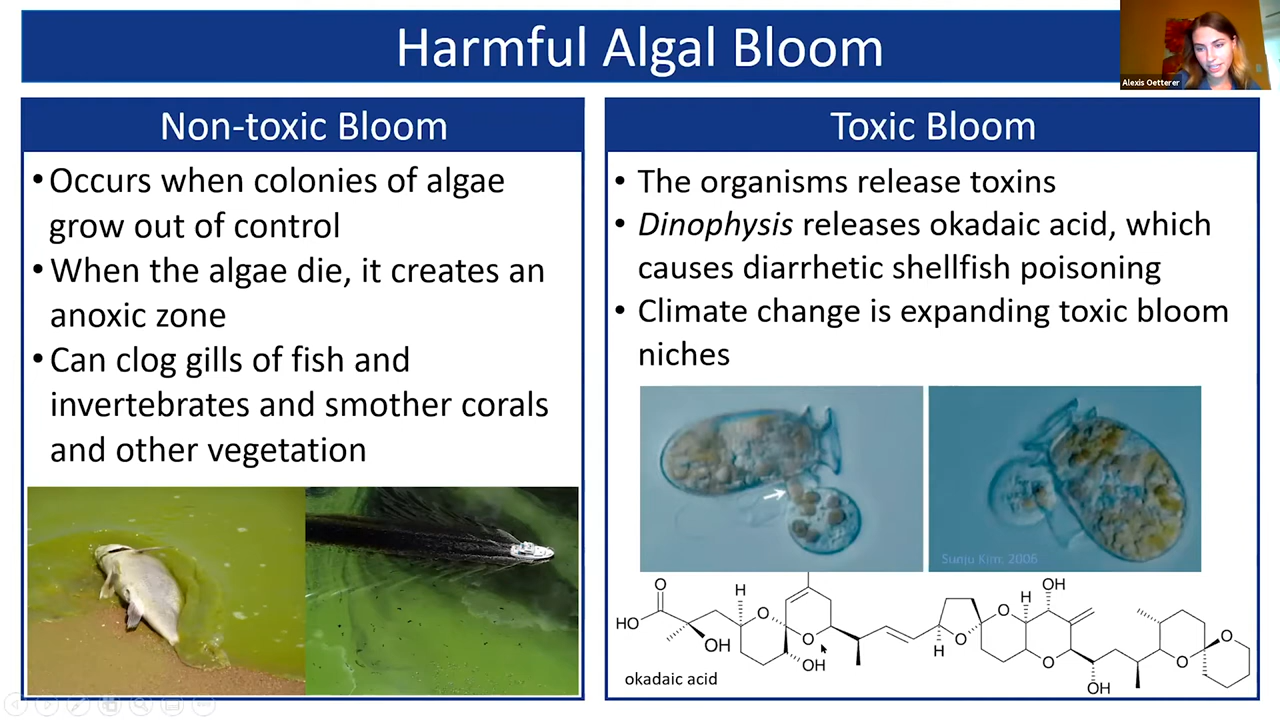 Harmful Algal Bloom
Alexis Oetterer
Non-toxic Bloom
• Occurs when colonies of algae
grow out of control
• When the algae die, it creates an
anoxic zone
• Can clog gills of fish and
invertebrates and smother corals
and other vegetation
Toxic Bloom
• The organisms release toxins
• Dinophysis releases okadaic acid, which
causes diarrhetic shellfish poisoning
• Climate change is expanding toxic bloom
niches
Sunju Kim, 2006
O
HO
OH
H
O
O
OH
H
O
O
H
OH
O
OH
O
O
okadaic acid